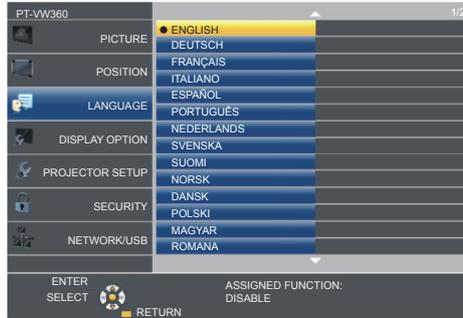 PT-VW360
1/2
PICTURE
POSITION
LANGUAGE
DISPLAY OPTION
PROJECTOR SETUP
SECURITY
NETWORK/USB
ENGLISH
DEUTSCH
FRANÇAIS
ITALIANO
ESPAÑOL
PORTUGUÊS
NEDERLANDS
SVENSKA
SUOMI
NORSK
DANSK
POLSKI
MAGYAR
ROMANA
ENTER
SELECT
RETURN
ASSIGNED FUNCTION:
DISABLE